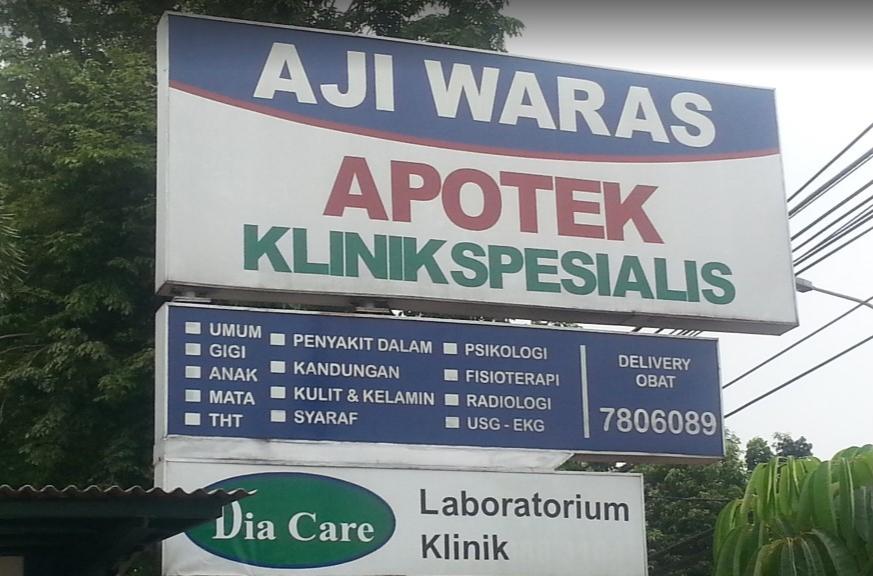 AJI WARAS
APOTEK
KLINIK SPESIALIS
UMUM
GIGI
ANAK
MATA
THT
PENYAKIT DALAM
KANDUNGAN
KULIT & KELAMIN
SYARAF
PSIKOLOGI
FISIOTERAPI
RADIOLOGI
USG - EKG
DELIVERY
OBAT
7806089
Dia Care
Laboratorium
Klinik